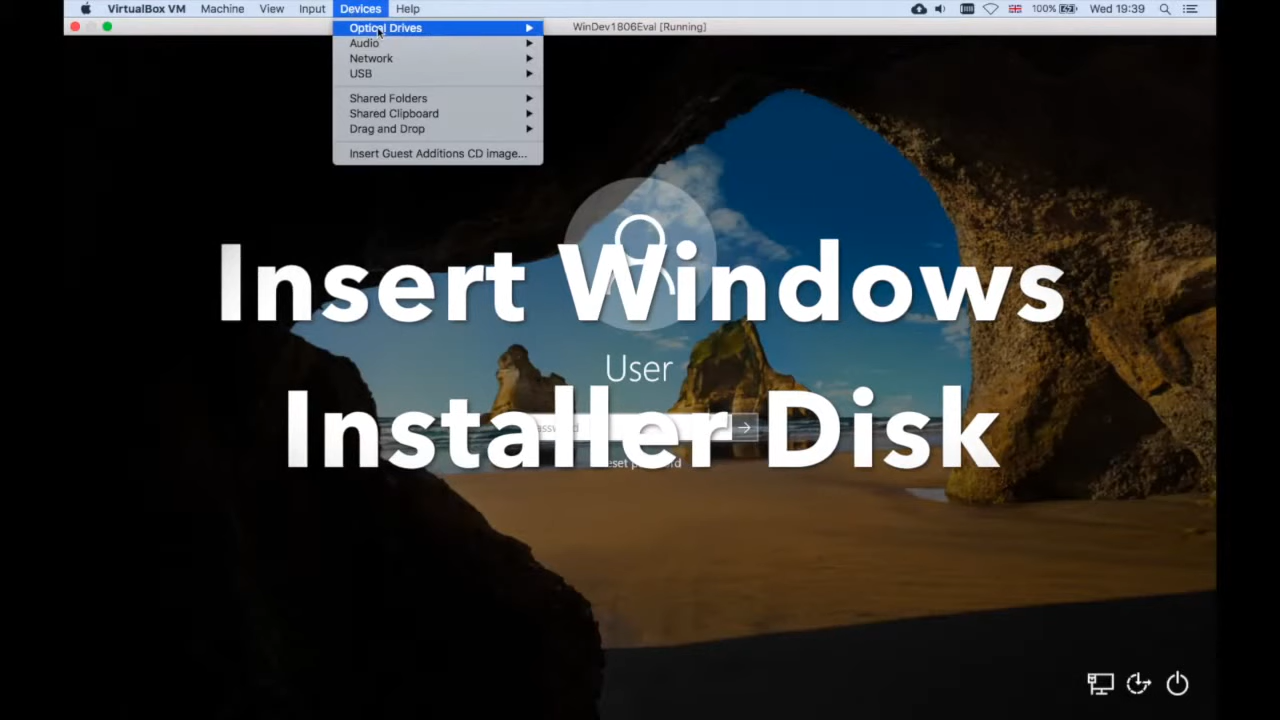 VirtualBox VM Machine View Input Devices Help 100% Wed 19:39
WinDev1806Eval [Running]
Optical Drives
Audio
Network
USB
Shared Folders
Shared Clipboard
Drag and Drop
Insert Guest Additions CD image...
Insert Windows
User
Installer Disk